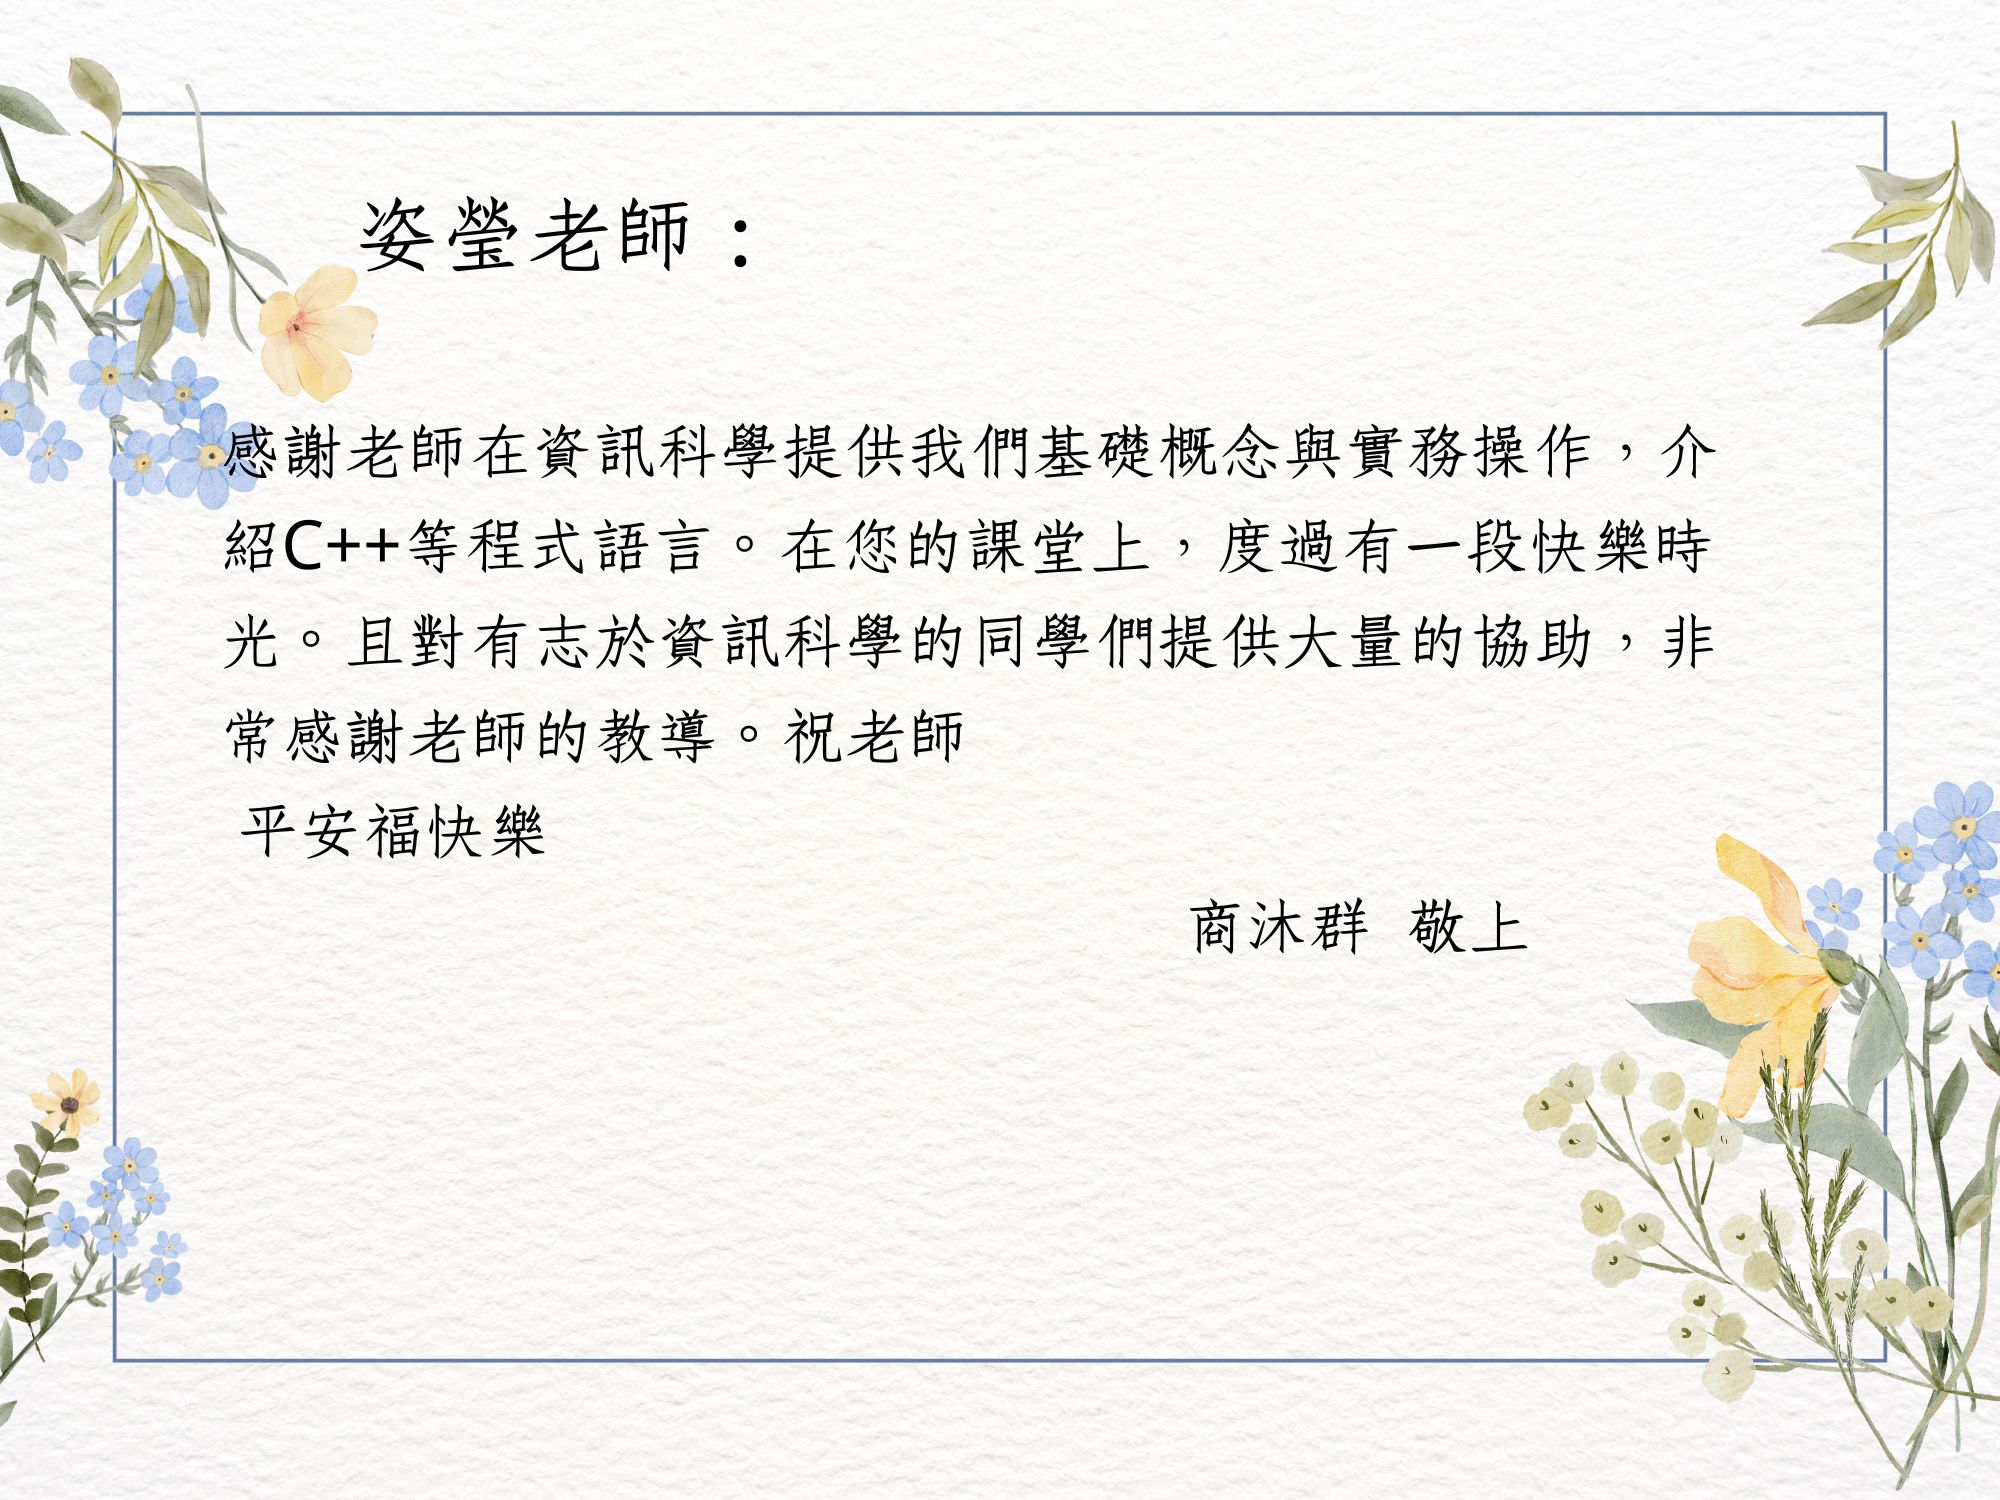 姿瑩老師：
感謝老師在資訊科學提供我們基礎概念與實務操作，介
紹C++等程式語言。在您的課堂上，度過有一段快樂時
光。且對有志於資訊科學的同學們提供大量的協助，非
常感謝老師的教導。祝老師
平安福快樂
商沐群 敬上